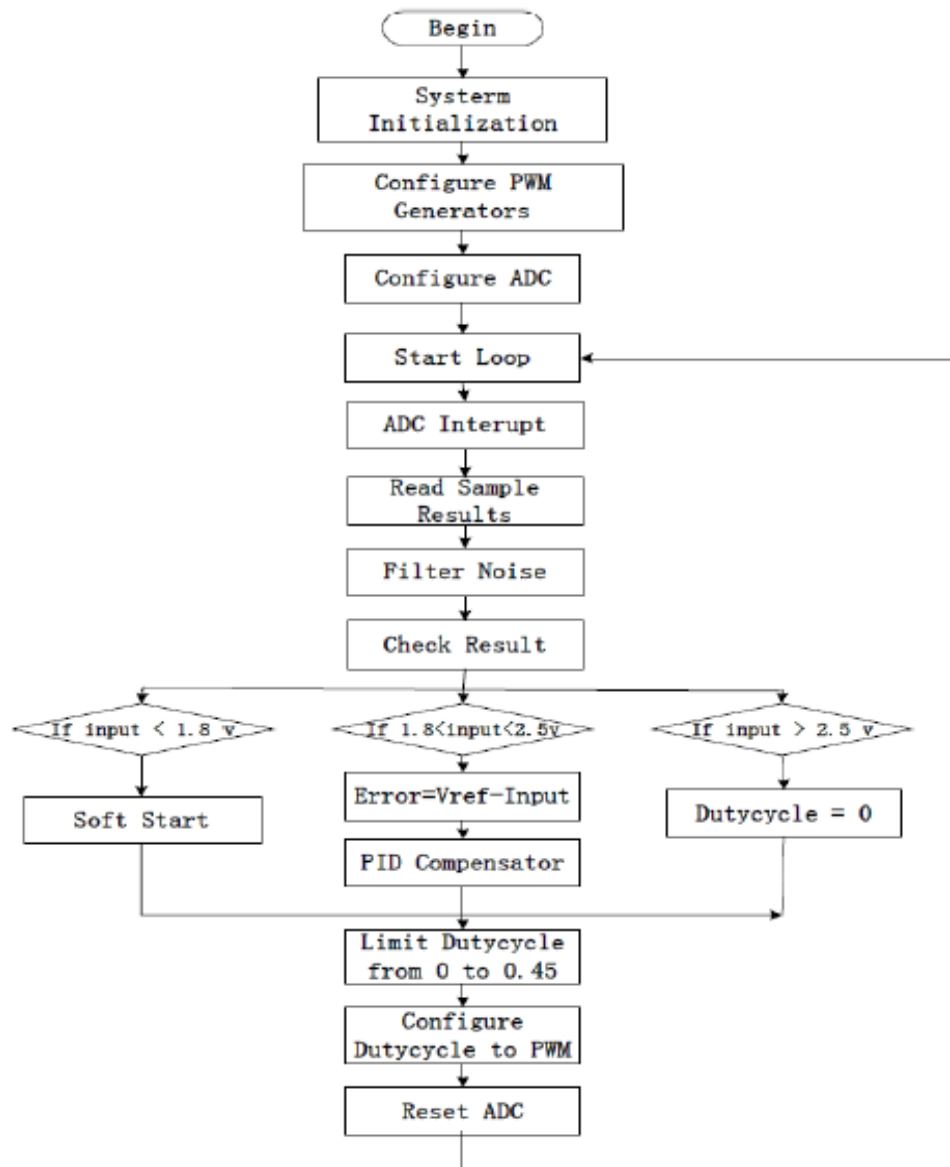 Begin
Systerm
Initialization
Configure PWM
Generators
Configure ADC
Start Loop
ADC Interupt
Read Sample
Results
Filter Noise
Check Result
If input < 1.8 v
If 1.8<input<2.5v
If input > 2.5 v
Soft Start
Error=Vref-Input
Dutycycle = 0
PID Compensator
Limit Dutycycle
from 0 to 0.45
Configure
Dutycycle to PWM
Reset ADC